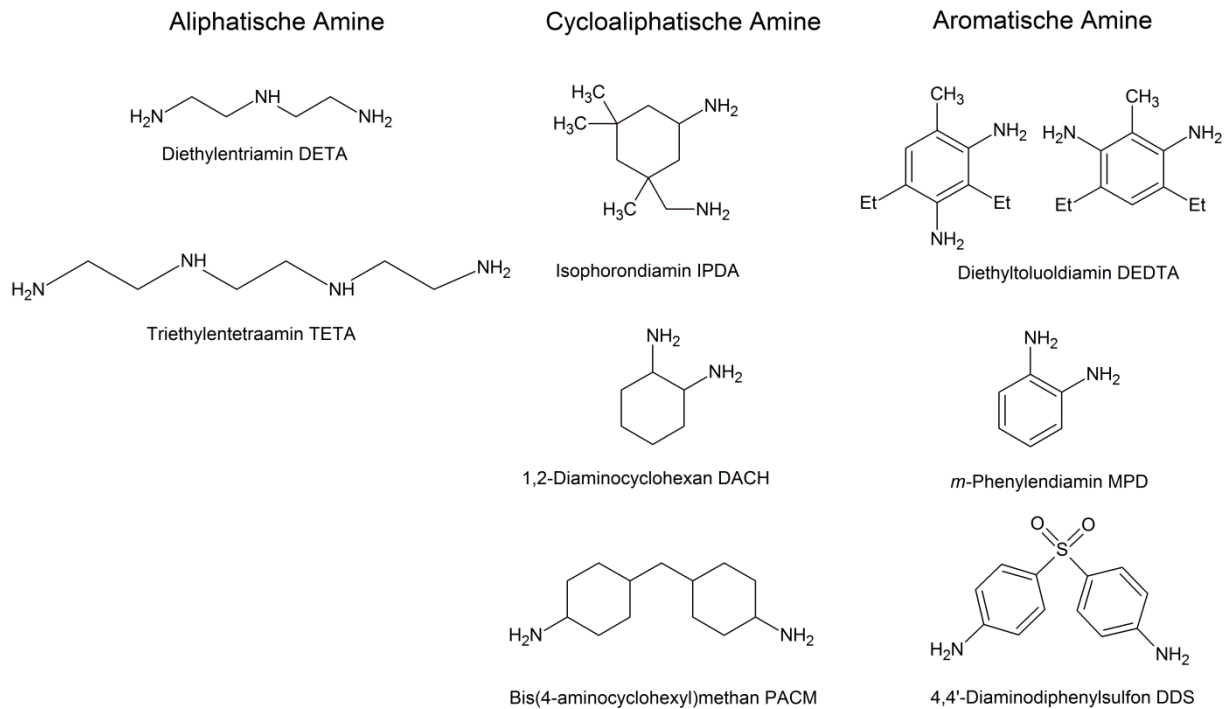 Aliphatische Amine
Cycloaliphatische Amine
Aromatische Amine
H₂N
NH
NH₂
Diethylentriamin DETA
H₂N
NH
NH
NH₂
Triethylentetraamin TETA
H₃C
H₃C
NH₂
H₃C
NH₂
Isophorondiamin IPDA
NH₂
NH₂
1,2-Diaminocyclohexan DACH
H₂N
NH₂
Bis(4-aminocyclohexyl)methan PACM
CH₃
NH₂
Et
Et
NH₂
CH₃
NH₂
NH₂
Et
Et
Diethyltoluoldiamin DEDTA
NH₂
NH₂
m-Phenylendiamin MPD
O
O
S
H₂N
NH₂
4,4'-Diaminodiphenylsulfon DDS